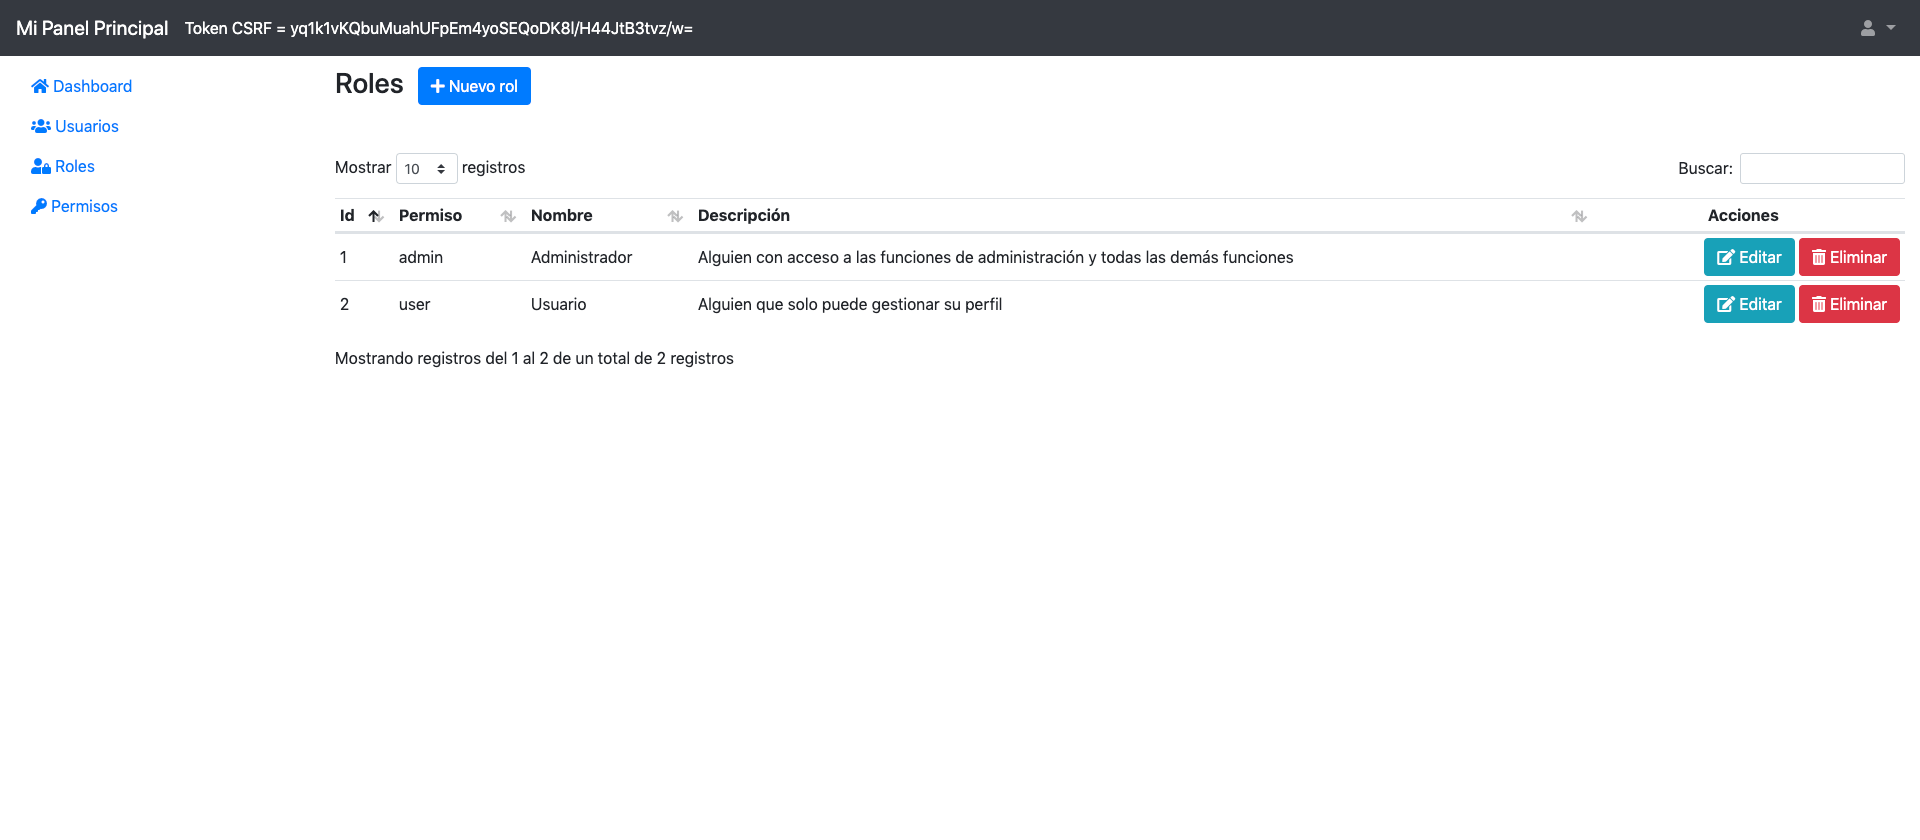 Mi Panel Principal Token CSRF = yq1k1vKQbuMuahUFpEm4yoSEQoDK8I/H44JtB3tvz/w=
Dashboard
Usuarios
Roles
Permisos
Roles Nuevo rol
Mostrar 10 registros Buscar:
Id Permiso Nombre Descripción Acciones
1 admin Administrador Alguien con acceso a las funciones de administración y todas las demás funciones Editar Eliminar
2 user Usuario Alguien que solo puede gestionar su perfil Editar Eliminar
Mostrando registros del 1 al 2 de un total de 2 registros